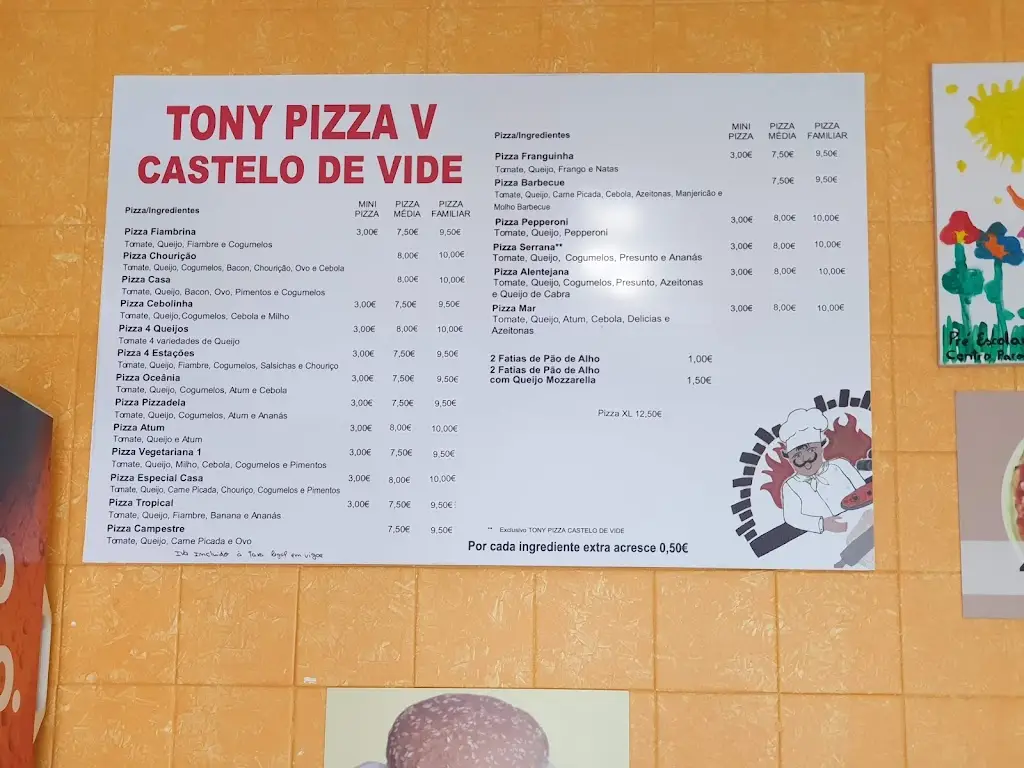 TONY PIZZA V
CASTELO DE VIDE
Pizza/Ingredientes MINI PIZZA PIZZA MÉDIA PIZZA FAMILIAR
Pizza Fiambrina 3,00€ 7,50€ 9,50€
Tomate, Queijo, Fiambre e Cogumelos
Pizza Chourição 8,00€ 10,00€
Tomate, Queijo, Cogumelos, Bacon, Chourição, Ovo e Cebola
Pizza Casa 8,00€ 10,00€
Tomate, Queijo, Bacon, Ovo, Pimentos e Cogumelos
Pizza Cebolinha 3,00€ 7,50€ 9,50€
Tomate, Queijo,Cogumelos, Cebola e Milho
Pizza 4 Queijos 3,00€ 8,00€ 10,00€
Tomate 4 variedades de Queijo
Pizza 4 Estações 3,00€ 7,50€ 9,50€
Tomate, Queijo, Fiambre, Cogumelos, Salsichas e Chouriço
Pizza Oceânia 3,00€ 7,50€ 9,50€
Tomate, Queijo, Cogumelos, Atum e Cebola
Pizza Pizzadela 3,00€ 7,50€ 9,50€
Tomate, Queijo, Cogumelos, Atum e Ananás
Pizza Atum 3,00€ 8,00€ 10,00€
Tomate, Queijo e Atum
Pizza Vegetariana 1 3,00€ 7,50€ 9,50€
Tomate, Queijo, Milho, Cebola, Cogumelos e Pimentos
Pizza Especial Casa 3,00€ 8,00€ 10,00€
Tomate, Queijo, Carne Picada, Chouriço, Cogumelos e Pimentos
Pizza Tropical 3,00€ 7,50€ 9,50€
Tomate, Queijo, Fiambre, Banana e Ananás
Pizza Campestre 7,50€ 9,50€
Tomate, Queijo, Carne Picada e Ovo
Iva Incluído à Taxa legal em vigor
Pizza/Ingredientes MINI PIZZA PIZZA MÉDIA PIZZA FAMILIAR
Pizza Franguinha 3,00€ 7,50€ 9,50€
Tomate, Queijo, Frango e Natas
Pizza Barbecue 7,50€ 9,50€
Tomate, Queijo, Carne Picada, Cebola, Azeitonas, Manjericão e
Molho Barbecue
Pizza Pepperoni 3,00€ 8,00€ 10,00€
Tomate, Queijo, Pepperoni
Pizza Serrana** 3,00€ 8,00€ 10,00€
Tomate, Queijo, Cogumelos, Presunto e Ananás
Pizza Alentejana 3,00€ 8,00€ 10,00€
Tomate, Queijo, Cogumelos, Presunto, Azeitonas
e Queijo de Cabra
Pizza Mar 3,00€ 8,00€ 10,00€
Tomate, Queijo, Atum, Cebola, Delicias e
Azeitonas
2 Fatias de Pão de Alho 1,00€
2 Fatias de Pão de Alho
com Queijo Mozzarella 1,50€
Pizza XL 12,50€
** Exclusivo TONY PIZZA CASTELO DE VIDE
Por cada ingrediente extra acresce 0,50€
Pré Escolar
Centro